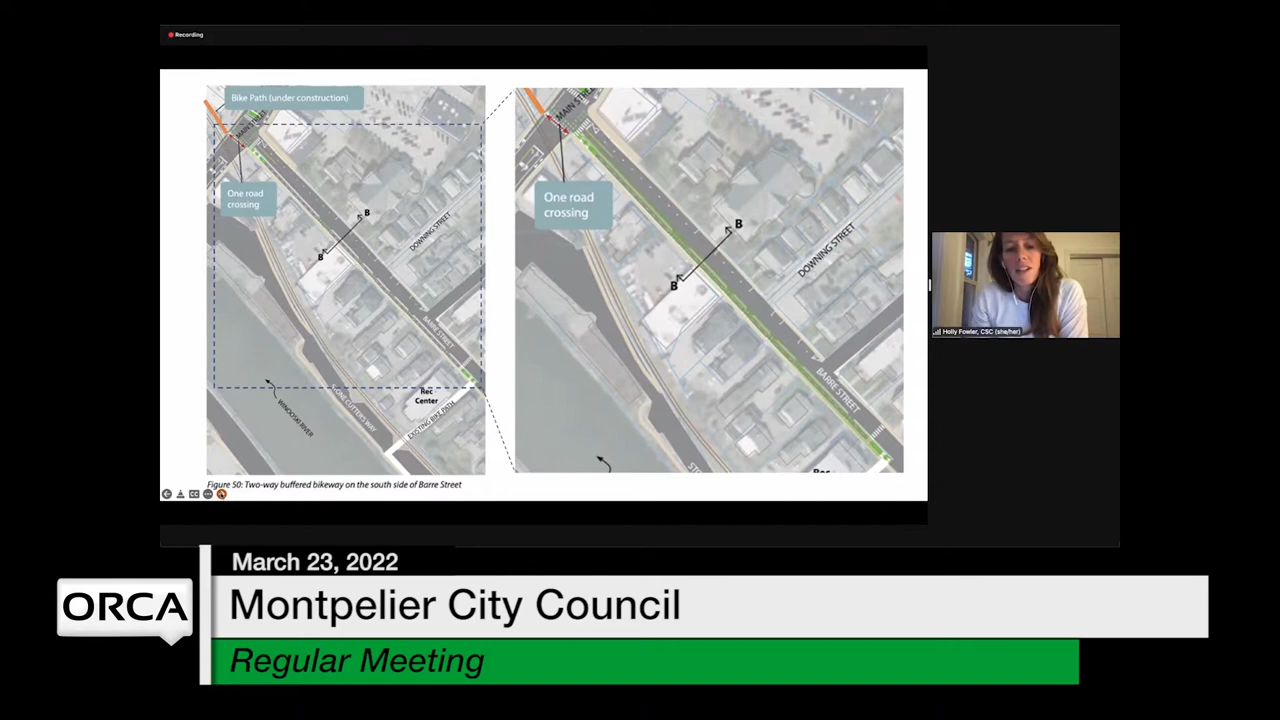 Recording
Bike Path (under construction)
MAIN STREET
One road
crossing
B
B
DOWNING STREET
BARRE STREET
Rec
Center
EXISTING BIKE PATH
STONE CUTTERS WAY
WINOOSKI RIVER
MAIN STREET
One road
crossing
B
B
DOWNING STREET
BARRE STREET
Figure 50: Two-way buffered bikeway on the south side of Barre Street
CC
Holly Fowler, CSC (she/her)
March 23, 2022
ORCA
Montpelier City Council
Regular Meeting